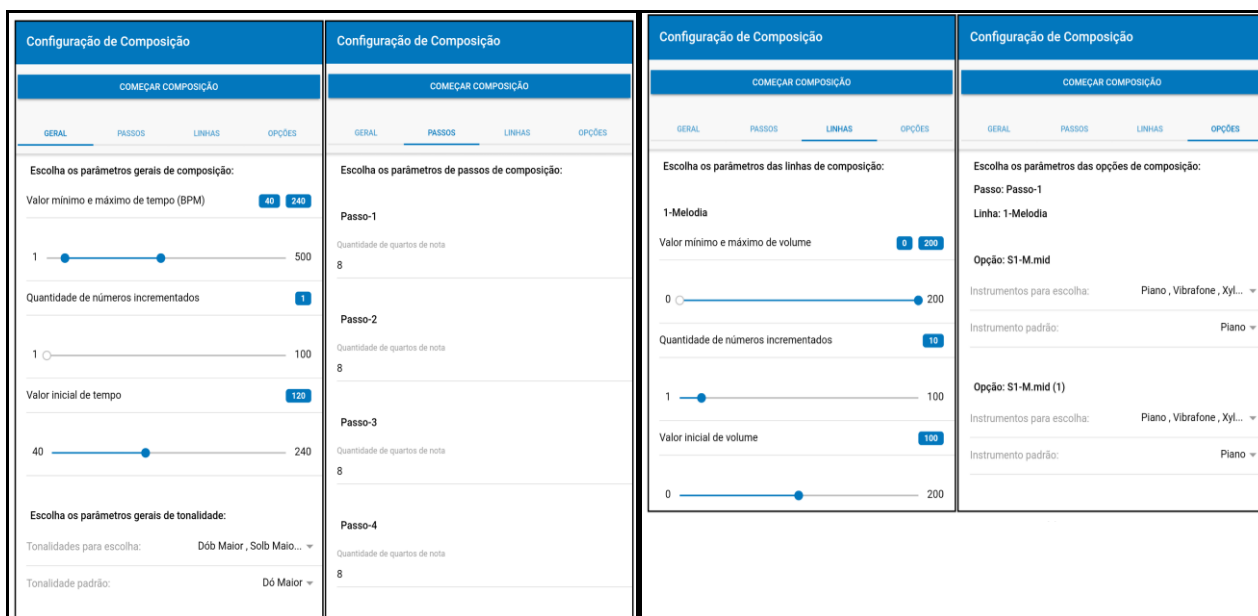 Configuração de Composição
COMEÇAR COMPOSIÇÃO
GERAL PASSOS LINHAS OPÇÕES
Escolha os parâmetros gerais de composição:
Valor mínimo e máximo de tempo (BPM) 40 240
1 500
Quantidade de números incrementados 1
1 100
Valor inicial de tempo 120
40 240
Escolha os parâmetros gerais de tonalidade:
Tonalidades para escolha: Dób Maior , Solb Maio...
Tonalidade padrão: Dó Maior
Configuração de Composição
COMEÇAR COMPOSIÇÃO
GERAL PASSOS LINHAS OPÇÕES
Escolha os parâmetros de passos de composição:
Passo-1
Quantidade de quartos de nota
8
Passo-2
Quantidade de quartos de nota
8
Passo-3
Quantidade de quartos de nota
8
Passo-4
Quantidade de quartos de nota
8
Configuração de Composição
COMEÇAR COMPOSIÇÃO
GERAL PASSOS LINHAS OPÇÕES
Escolha os parâmetros das linhas de composição:
1-Melodia
Valor mínimo e máximo de volume 0 200
0 200
Quantidade de números incrementados 10
1 100
Valor inicial de volume 100
0 200
Configuração de Composição
COMEÇAR COMPOSIÇÃO
GERAL PASSOS LINHAS OPÇÕES
Escolha os parâmetros das opções de composição:
Passo: Passo-1
Linha: 1-Melodia
Opção: S1-M.mid
Instrumentos para escolha: Piano , Vibrafone , Xyl...
Instrumento padrão: Piano
Opção: S1-M.mid (1)
Instrumentos para escolha: Piano , Vibrafone , Xyl...
Instrumento padrão: Piano